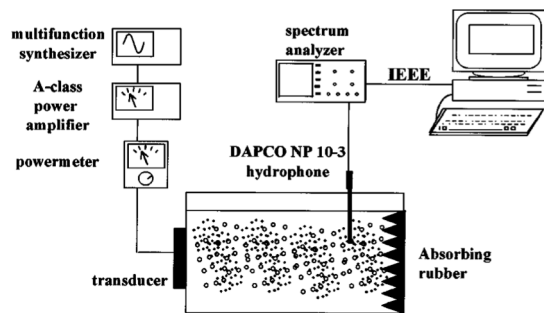 multifunction
synthesizer
A-class
power
amplifier
powermeter
transducer
spectrum
analyzer
IEEE
DAPCO NP 10-3
hydrophone
Absorbing
rubber